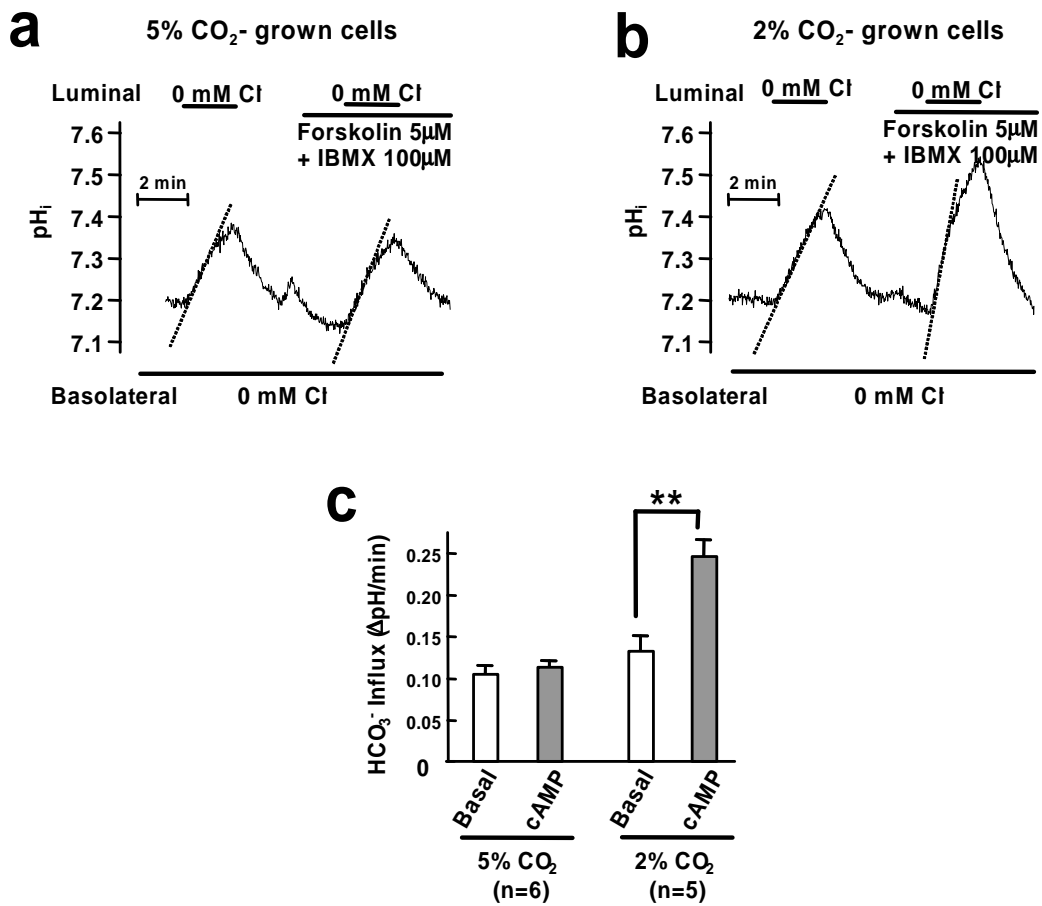 a
5% CO2- grown cells
Luminal
0 mM Cl
0 mM Cl
Forskolin 5μM
+ IBMX 100μM
7.6
7.5
7.4
7.3
7.2
7.1
pHi
2 min
Basolateral
0 mM Cl
b
2% CO2- grown cells
Luminal
0 mM Cl
0 mM Cl
Forskolin 5μM
+ IBMX 100μM
7.6
7.5
7.4
7.3
7.2
7.1
pHi
2 min
Basolateral
0 mM Cl
c
HCO3- Influx (ΔpH/min)
0.25
0.20
0.15
0.10
0.05
0
**
Basal
cAMP
Basal
cAMP
5% CO2
(n=6)
2% CO2
(n=5)